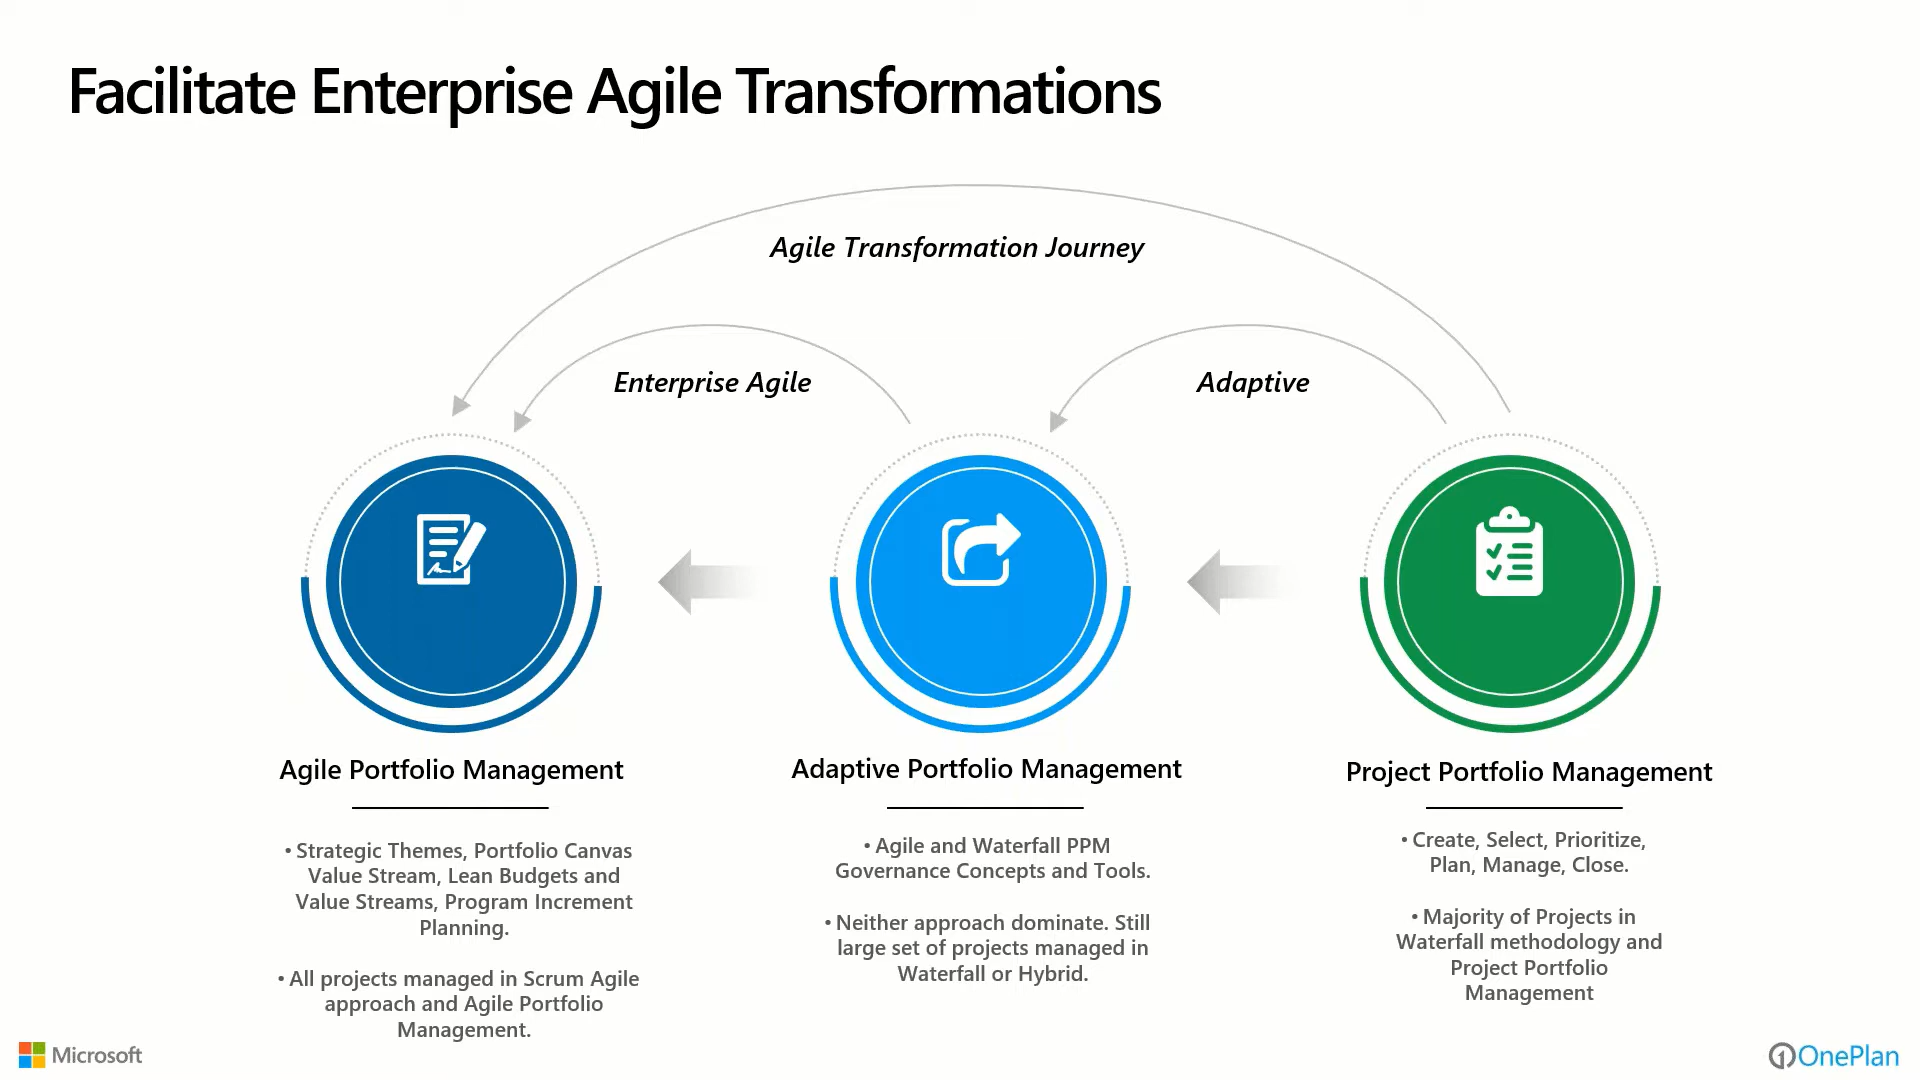 Facilitate Enterprise Agile Transformations
Agile Transformation Journey
Enterprise Agile
Adaptive
Agile Portfolio Management
• Strategic Themes, Portfolio Canvas
Value Stream, Lean Budgets and
Value Streams, Program Increment
Planning.
• All projects managed in Scrum Agile
approach and Agile Portfolio
Management.
Adaptive Portfolio Management
• Agile and Waterfall PPM
Governance Concepts and Tools.
• Neither approach dominate. Still
large set of projects managed in
Waterfall or Hybrid.
Project Portfolio Management
• Create, Select, Prioritize,
Plan, Manage, Close.
• Majority of Projects in
Waterfall methodology and
Project Portfolio
Management
Microsoft
OnePlan